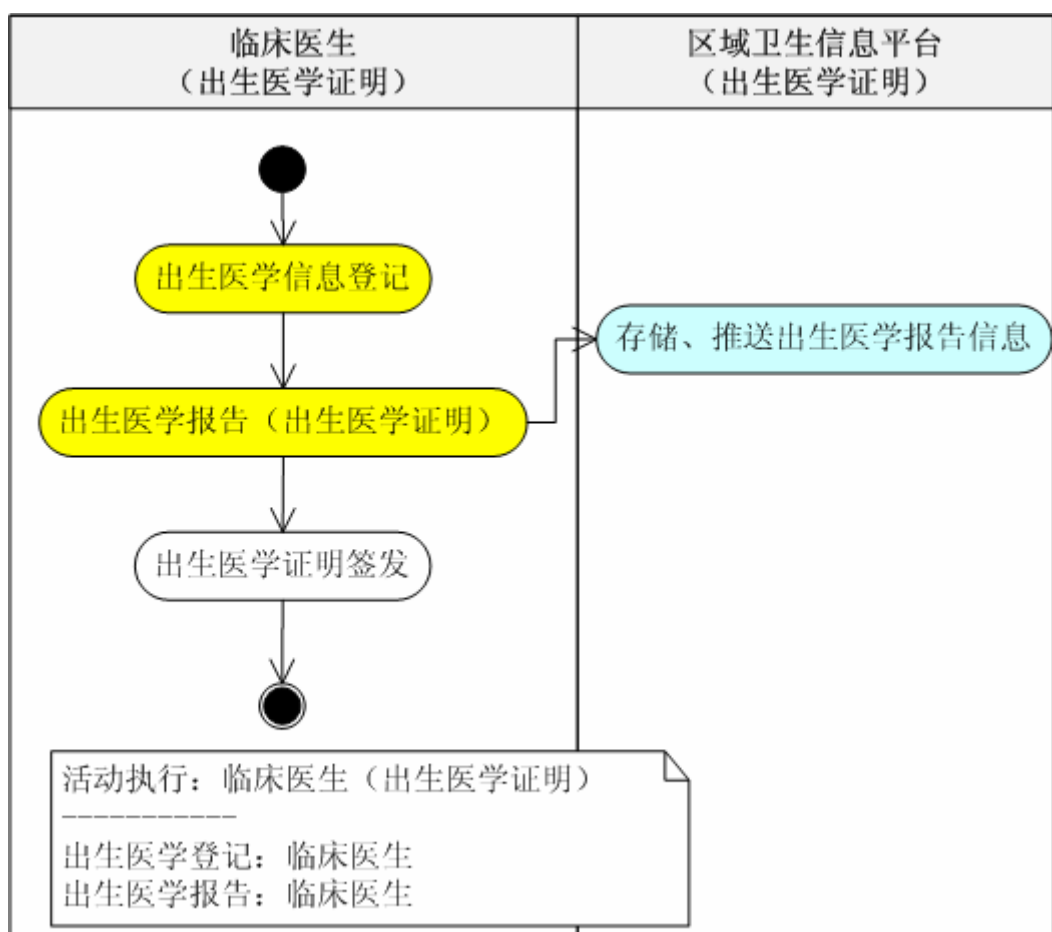 临床医生
（出生医学证明）
区域卫生信息平台
（出生医学证明）
出生医学信息登记
存储、推送出生医学报告信息
出生医学报告（出生医学证明）
出生医学证明签发
活动执行：临床医生（出生医学证明）
-----------
出生医学登记：临床医生
出生医学报告：临床医生